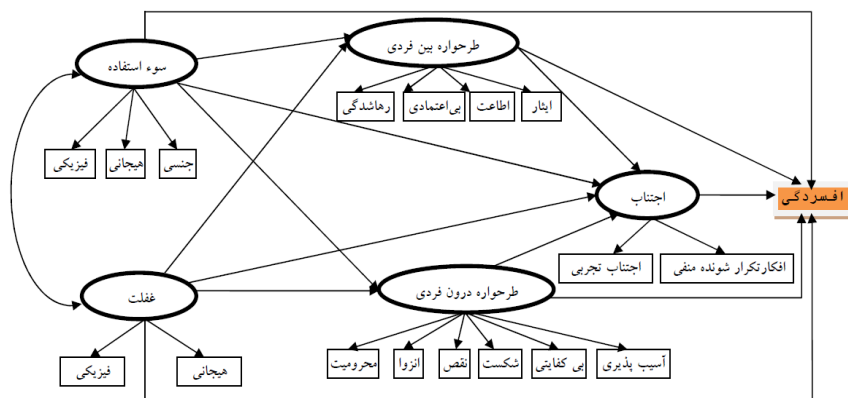 طرحواره بین فردی
سوء استفاده
رهاشدگی
بی‌اعتمادی
اطاعت
ایثار
فیزیکی
هیجانی
جنسی
اجتناب
افسردگی
اجتناب تجربی
افکارتکرار شونده منفی
غفلت
طرحواره درون فردی
محرومیت
انزوا
نقص
شکست
بی کفایتی
آسیب پذیری
فیزیکی
هیجانی